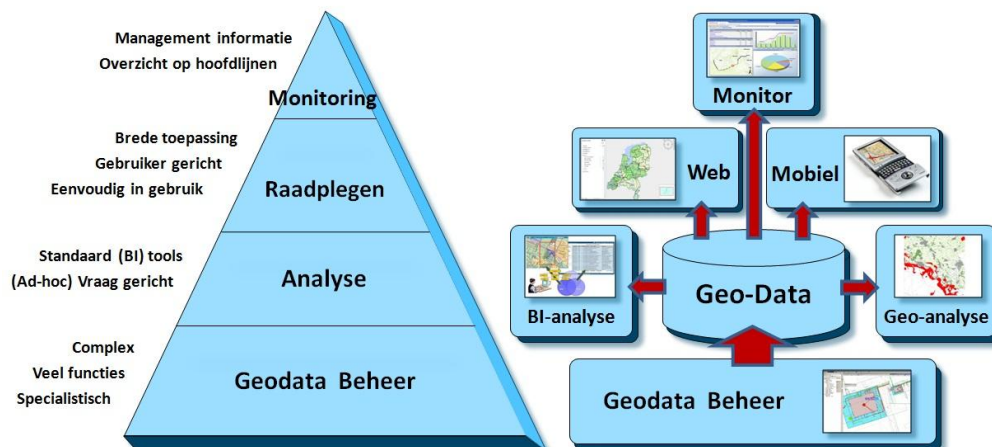 Management informatie
Overzicht op hoofdlijnen
Monitoring
Brede toepassing
Gebruiker gericht
Eenvoudig in gebruik
Raadplegen
Standaard (BI) tools
(Ad-hoc) Vraag gericht
Analyse
Complex
Veel functies
Specialistisch
Geodata Beheer
Monitor
Web
Mobiel
BI-analyse
Geo-Data
Geo-analyse
Geodata Beheer